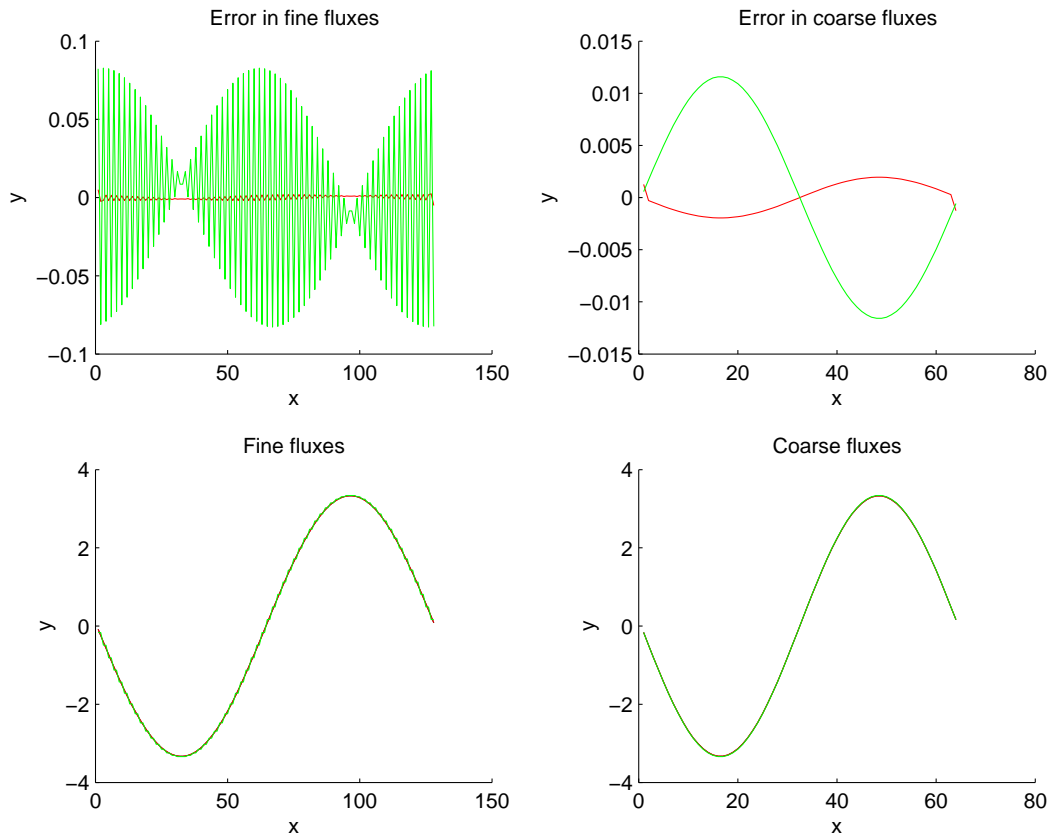 Error in fine fluxes
0.1
0.05
0
−0.05
−0.1
y
0 50 100 150
x
Error in coarse fluxes
0.015
0.01
0.005
0
−0.005
−0.01
−0.015
y
0 20 40 60 80
x
Fine fluxes
4
2
0
−2
−4
y
0 50 100 150
x
Coarse fluxes
4
2
0
−2
−4
y
0 20 40 60 80
x